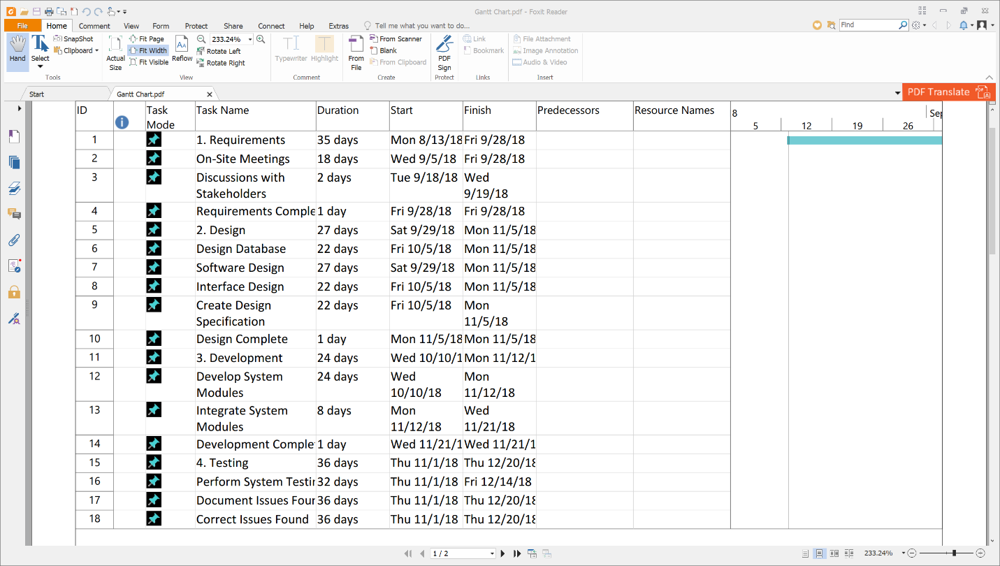 Gantt Chart.pdf - Foxit Reader
File Home Comment View Form Protect Share Connect Help Extras Tell me what you want to do... Find
Hand
Select
SnapShot
Clipboard
Tools
Actual Size
Fit Page
Fit Width
Fit Visible
Reflow
233.24%
Rotate Left
Rotate Right
View
Typewriter
Highlight
Comment
From File
From Scanner
Blank
From Clipboard
Create
PDF Sign
Protect
Link
Bookmark
Links
File Attachment
Image Annotation
Audio & Video
Insert
Start Gantt Chart.pdf PDF Translate
ID Task Mode Task Name Duration Start Finish Predecessors Resource Names 8 Sep
5 12 19 26
1 1. Requirements 35 days Mon 8/13/18 Fri 9/28/18
2 On-Site Meetings 18 days Wed 9/5/18 Fri 9/28/18
3 Discussions with 2 days Tue 9/18/18 Wed
Stakeholders 9/19/18
4 Requirements Comple 1 day Fri 9/28/18 Fri 9/28/18
5 2. Design 27 days Sat 9/29/18 Mon 11/5/18
6 Design Database 22 days Fri 10/5/18 Mon 11/5/18
7 Software Design 27 days Sat 9/29/18 Mon 11/5/18
8 Interface Design 22 days Fri 10/5/18 Mon 11/5/18
9 Create Design 22 days Fri 10/5/18 Mon
Specification 11/5/18
10 Design Complete 1 day Mon 11/5/18 Mon 11/5/18
11 3. Development 24 days Wed 10/10/1 Mon 11/12/1
12 Develop System 24 days Wed Mon
Modules 10/10/18 11/12/18
13 Integrate System 8 days Mon Wed
Modules 11/12/18 11/21/18
14 Development Comple 1 day Wed 11/21/1 Wed 11/21/1
15 4. Testing 36 days Thu 11/1/18 Thu 12/20/18
16 Perform System Testin 32 days Thu 11/1/18 Fri 12/14/18
17 Document Issues Four 36 days Thu 11/1/18 Thu 12/20/18
18 Correct Issues Found 36 days Thu 11/1/18 Thu 12/20/18
1 / 2 233.24%